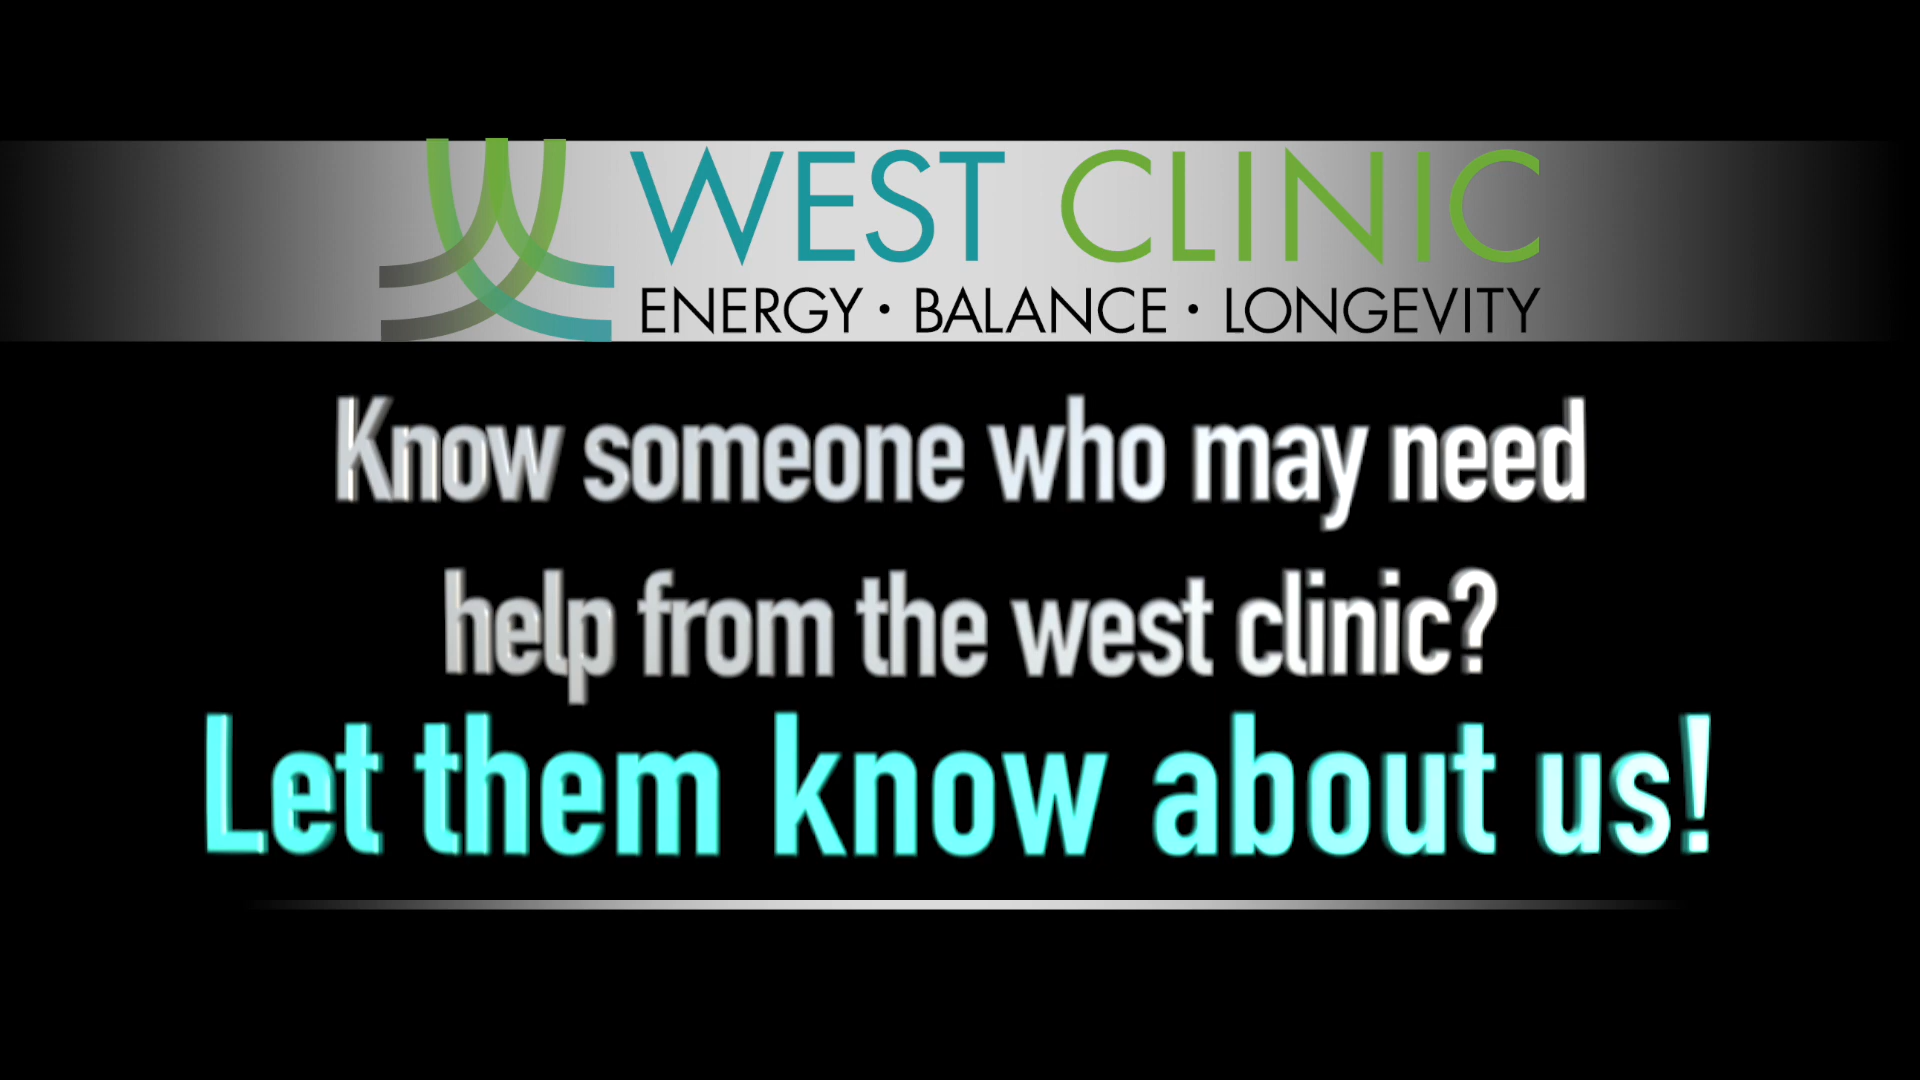 WEST CLINIC
ENERGY • BALANCE • LONGEVITY
Know someone who may need
help from the west clinic?
Let them know about us!